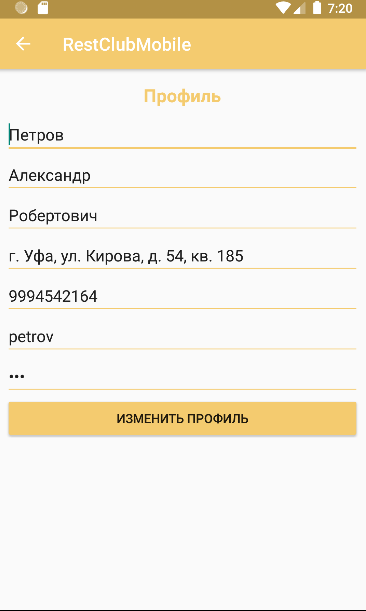 7:20
RestClubMobile
Профиль
Петров
Александр
Робертович
г. Уфа, ул. Кирова, д. 54, кв. 185
9994542164
petrov
•••
ИЗМЕНИТЬ ПРОФИЛЬ